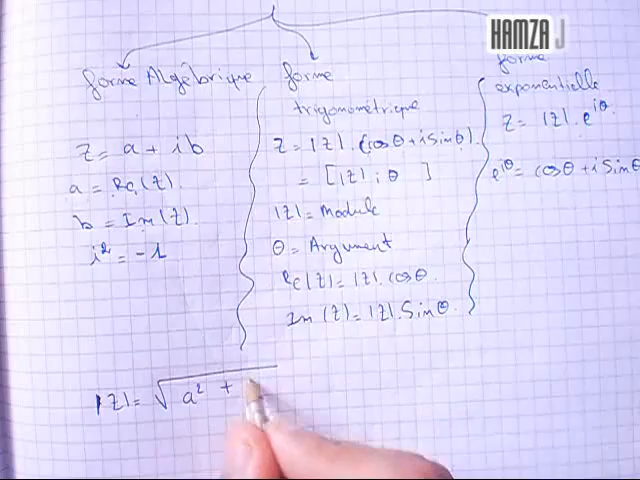 HAMZA J
forme Algébrique
z = a + ib
a = Re(z).
b = Im(z).
i² = -1
forme
trigonométrique
z = |z|. (cosθ + i sinθ).
= [|z| ; θ ]
|z| = Module
θ = Argument
Re(z) = |z|. cosθ.
Im(z) = |z|. Sinθ.
forme
exponentielle
z = |z|. e^iθ
e^iθ = cosθ + i Sinθ
|z| = √a² +